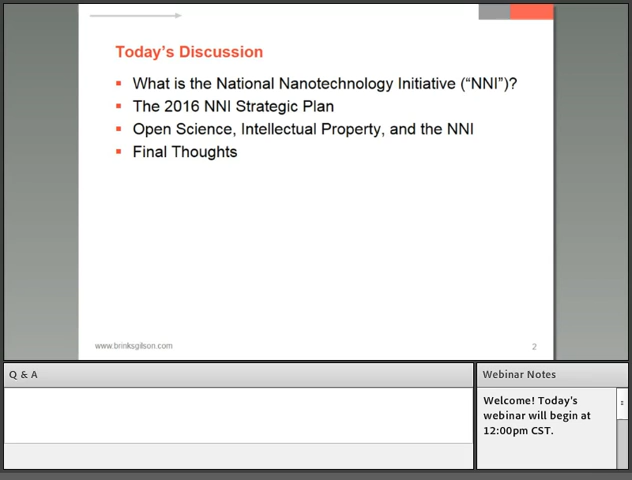 Today's Discussion
▪ What is the National Nanotechnology Initiative (“NNI”)?
▪ The 2016 NNI Strategic Plan
▪ Open Science, Intellectual Property, and the NNI
▪ Final Thoughts
www.brinksgilson.com
2
Q & A
Webinar Notes
Welcome! Today's
webinar will begin at
12:00pm CST.